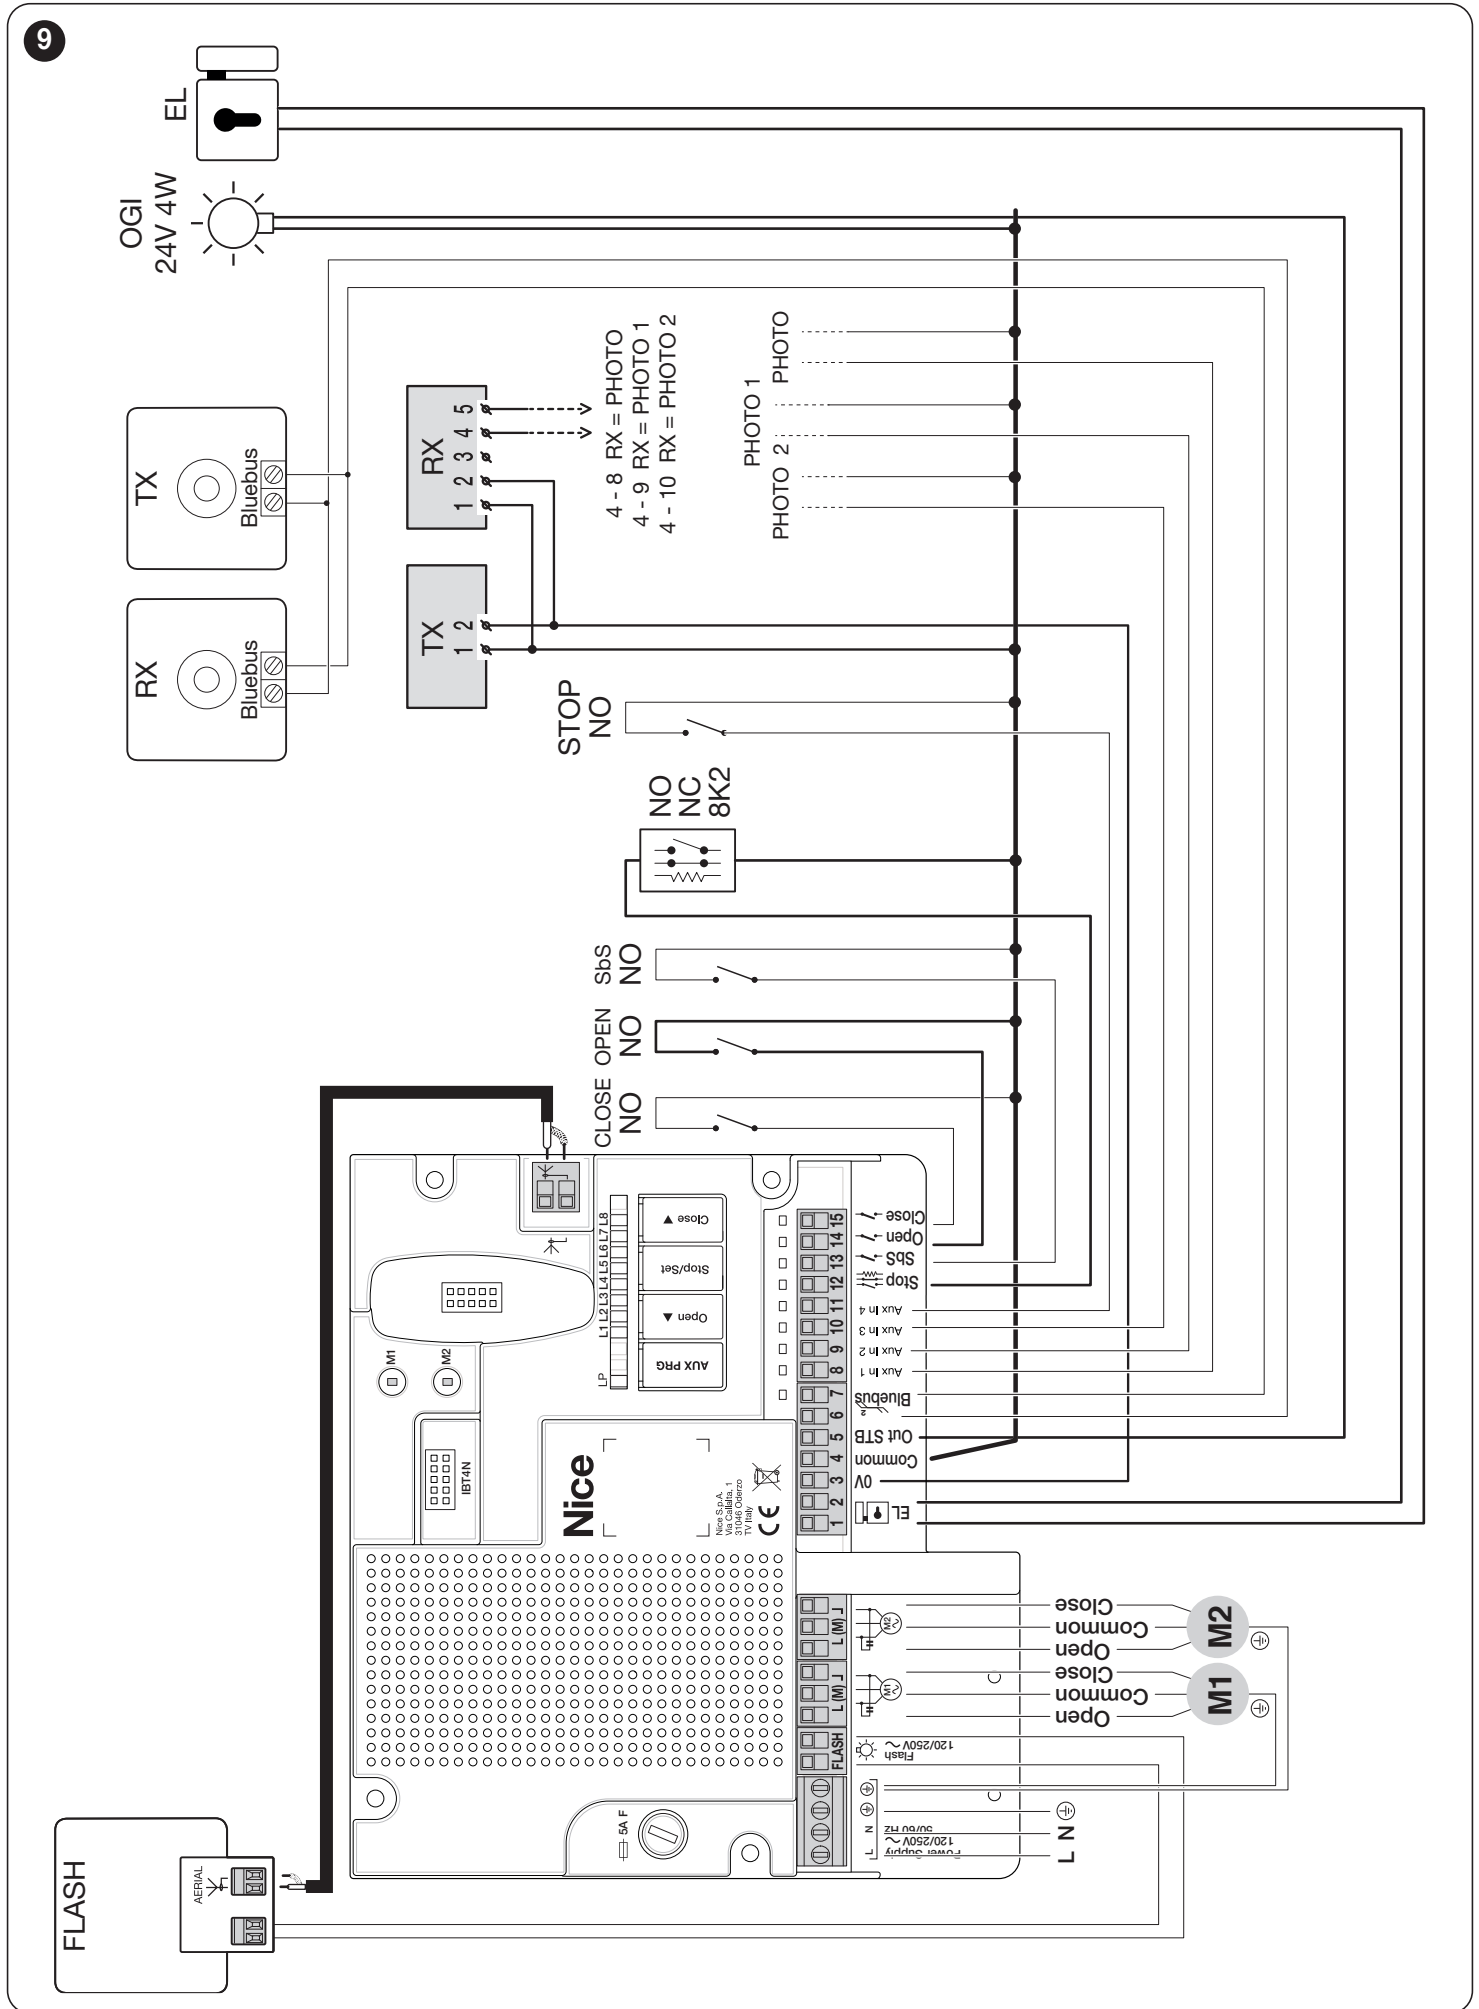 9
EL
OGI
24V 4W
TX
Bluebus
RX
Bluebus
RX
1 2 3 4 5
TX
1 2
4 - 8 RX = PHOTO
4 - 9 RX = PHOTO 1
4 - 10 RX = PHOTO 2
PHOTO
PHOTO 1
PHOTO 2
STOP
NO
NO
NC
8K2
SbS
NO
OPEN
NO
CLOSE
NO
FLASH
AERIAL
M1
M2
IBT4N
LP
L1 L2 L3 L4 L5 L6 L7 L8
AUX PRG
Open ▲
Stop/Set
Close ▼
Nice
Nice S.p.A.
Via Callalta, 1
31046 Oderzo
TV Italy
CE
5A F
1 2 3 4 5 6 7 8 9 10 11 12 13 14 15
EL
0V
Common
Out STB
Bluebus
Aux In 1
Aux In 2
Aux In 3
Aux In 4
Stop
SbS
Open
Close
FLASH
L (M) L
L (M) L
M1
M2
Flash
120/250V ~
Power Supply
120/250V ~
50/60 Hz
L N
L N
Open
Common
Close
M1
Open
Common
Close
M2